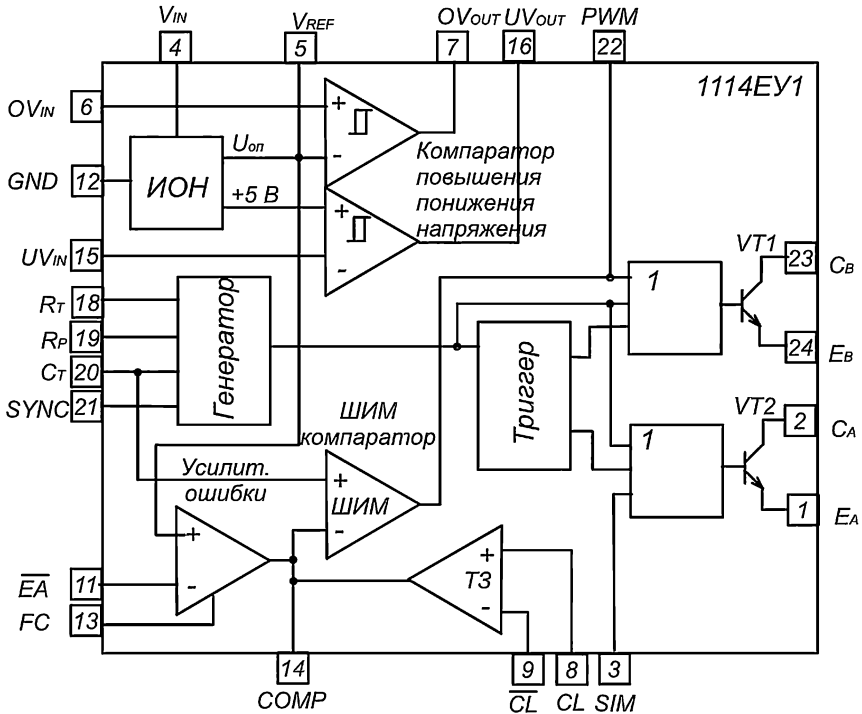 VIN VREF OVOUT UVOUT PWM
4 5 7 16 22
1114ЕУ1
OVIN 6 +
Uоп -
GND 12 ИОН
+5 В +
Компаратор
повышения
понижения
напряжения
UVIN 15 -
VT1 23 CB
1
RT 18
RP 19
CT 20
SYNC 21
Генератор
Триггер
24 EB
ШИМ
компаратор
VT2 2 CA
1
Усилит.
ошибки
+ ШИМ -
1 EA
+
EA 11 -
FC 13
+ ТЗ -
14 9 8 3
COMP CL CL SIM